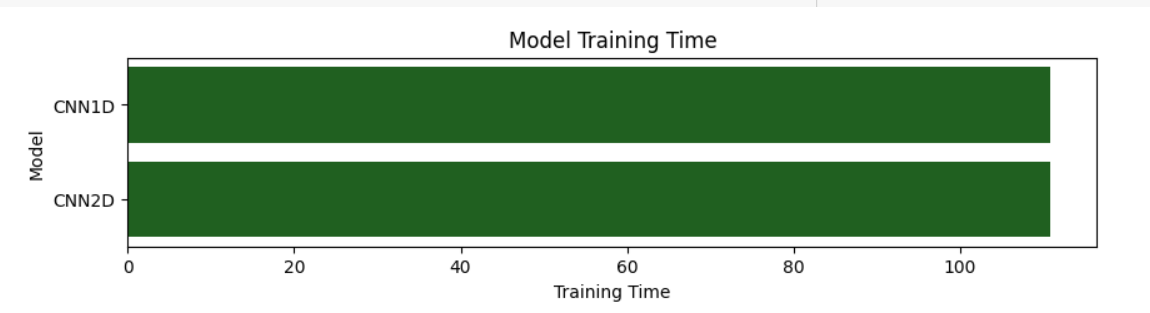 Model Training Time
Model
CNN1D
CNN2D
0 20 40 60 80 100
Training Time